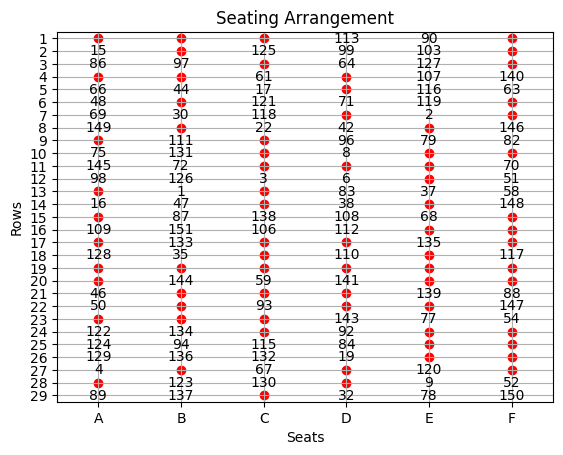 Seating Arrangement
1 113 90
2 15 125 99 103
3 86 97 64 127
4 61 107 140
5 66 44 17 116 63
6 48 121 71 119
7 69 30 118 2
8 149 22 42 146
9 111 96 79 82
10 75 131 8
11 145 72 70
12 98 126 3 6 51
13 1 83 37 58
14 16 47 38 148
15 87 138 108 68
16 109 151 106 112
17 133 135
18 128 35 110 117
19
20 144 59 141
21 46 139 88
22 50 93 147
23 143 77 54
24 122 134 92
25 124 94 115 84
26 129 136 132 19
27 4 67 120
28 123 130 9 52
29 89 137 32 78 150
Rows
A B C D E F
Seats